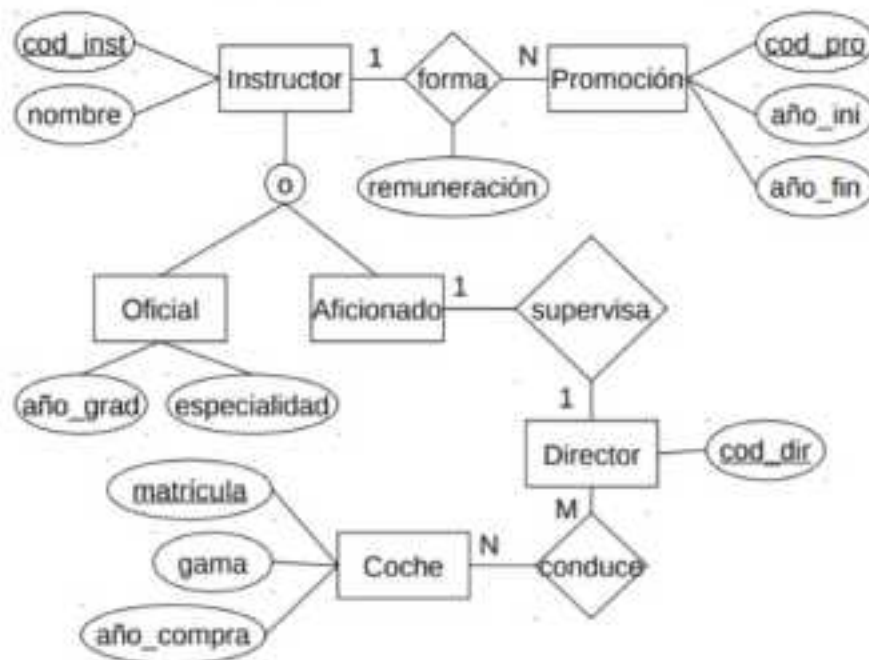 cod_inst
Instructor
1
forma
N
Promoción
cod_pro
nombre
año_ini
o
remuneración
año_fin
Oficial
Aficionado
1
supervisa
año_grad
especialidad
1
Director
cod_dir
matrícula
M
gama
Coche
N
conduce
año_compra